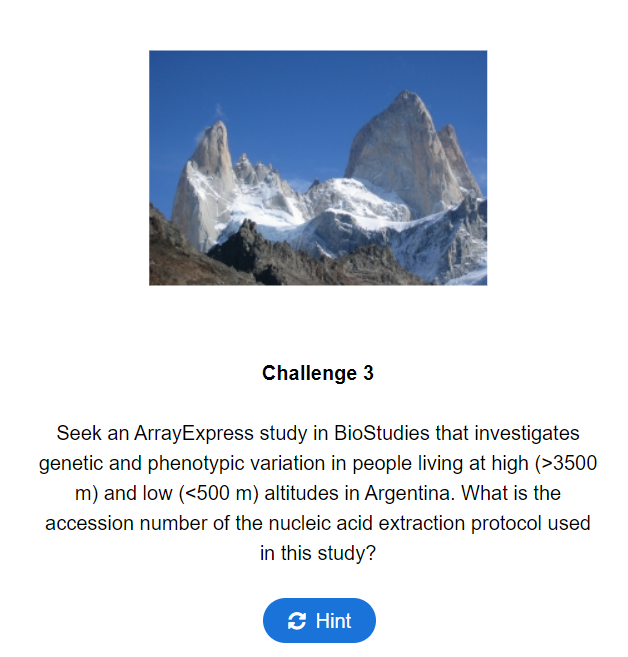 Challenge 3
Seek an ArrayExpress study in BioStudies that investigates
genetic and phenotypic variation in people living at high (>3500
m) and low (<500 m) altitudes in Argentina. What is the
accession number of the nucleic acid extraction protocol used
in this study?
Hint